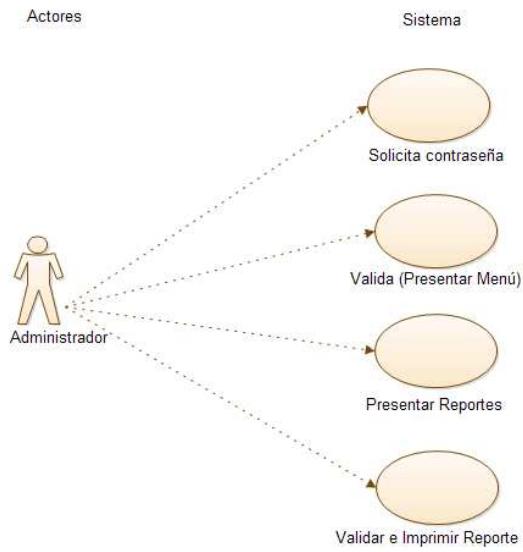 Actores
Sistema
Solicita contraseña
Valida (Presentar Menú)
Administrador
Presentar Reportes
Validar e Imprimir Reporte